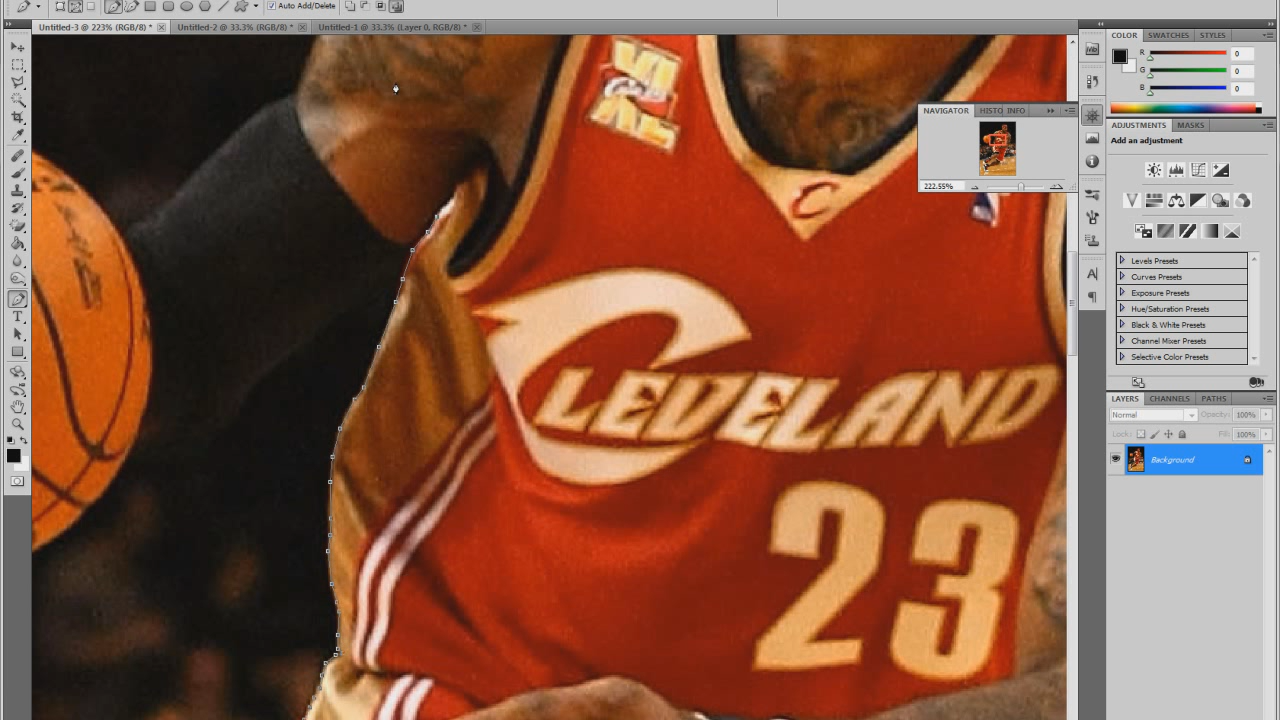 Auto Add/Delete
Untitled-3 @ 223% (RGB/8) * Untitled-2 @ 33.3% (RGB/8) * Untitled-1 @ 33.3% (Layer 0, RGB/8) *
COLOR SWATCHES STYLES
R 0
G 0
B 0
NAVIGATOR HISTO INFO
222.55%
ADJUSTMENTS MASKS
Add an adjustment
Levels Presets
Curves Presets
Exposure Presets
Hue/Saturation Presets
Black & White Presets
Channel Mixer Presets
Selective Color Presets
LAYERS CHANNELS PATHS
Normal Opacity: 100%
Lock: Fill: 100%
Background
C
CLEVELAND
23